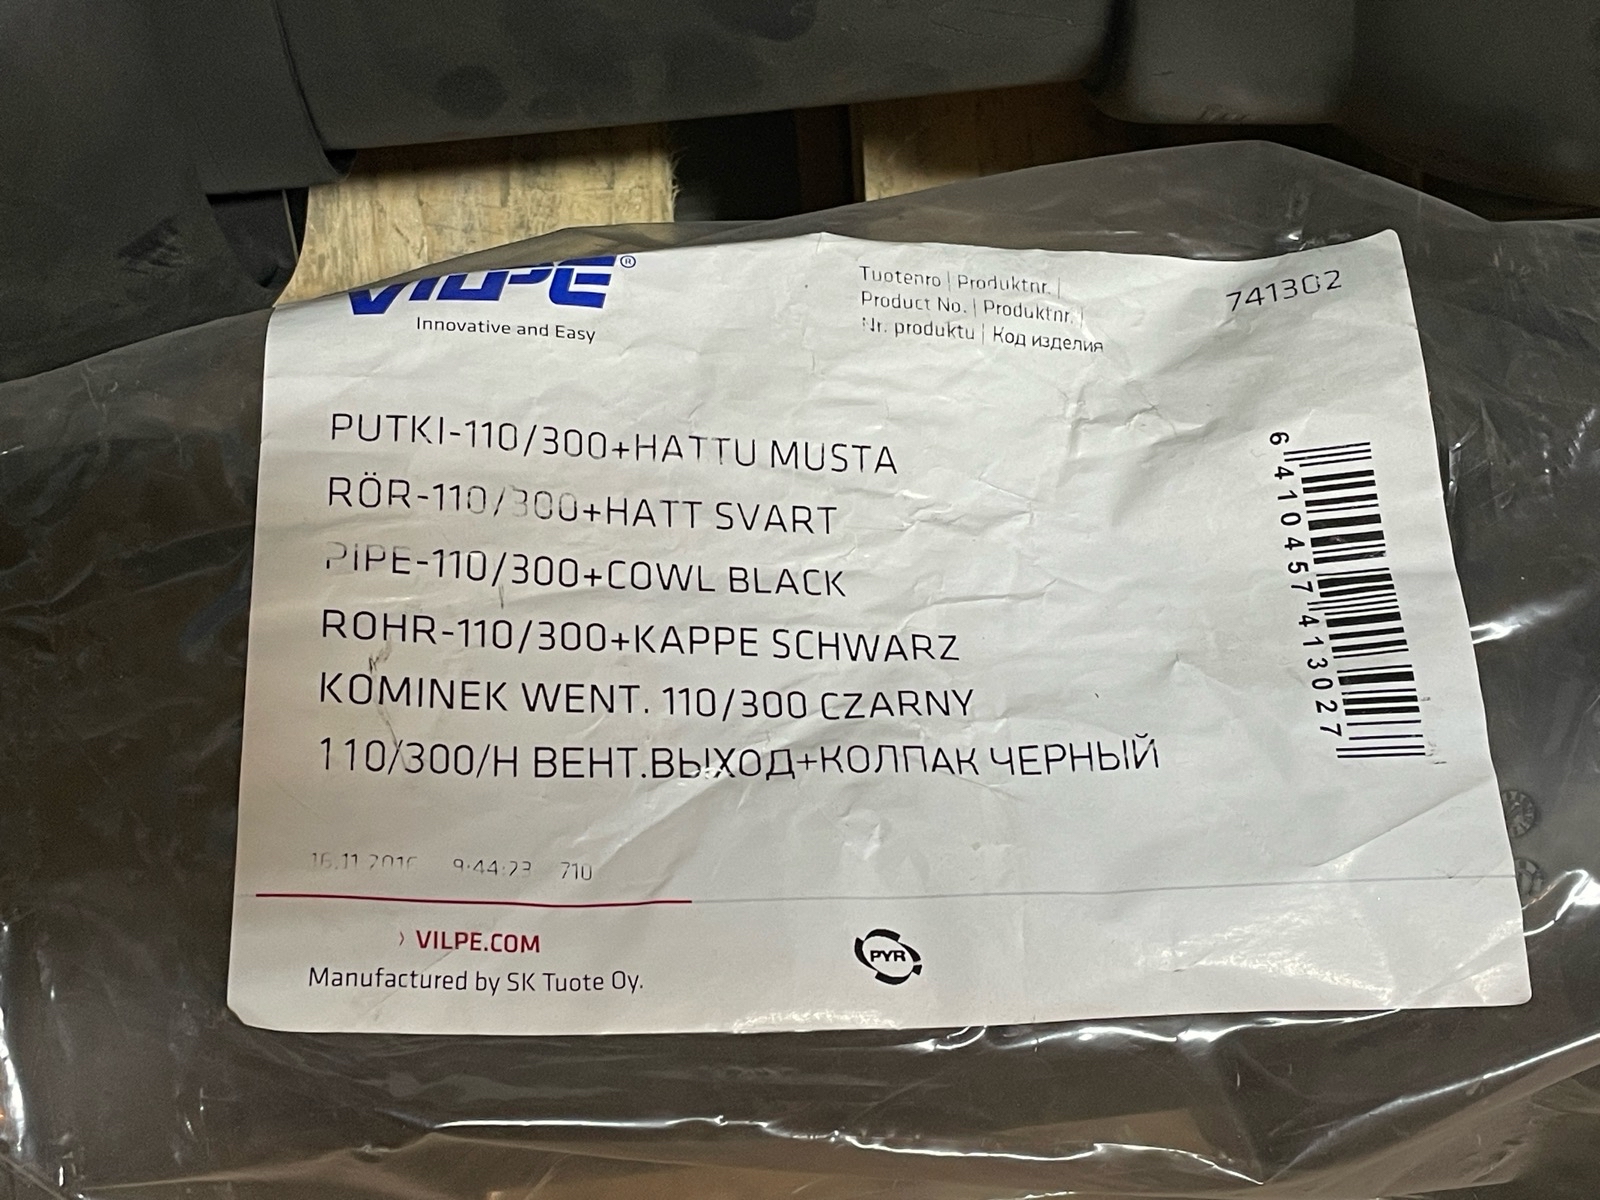 VILPE®
Innovative and Easy
Tuotenro | Produktnr. |
Product No. | Produktnr. |
Nr. produktu | Код изделия
741302
PUTKI-110/300+HATTU MUSTA
RÖR-110/300+HATT SVART
PIPE-110/300+COWL BLACK
ROHR-110/300+KAPPE SCHWARZ
KOMINEK WENT. 110/300 CZARNY
110/300/H ВЕНТ.ВЫХОД+КОЛПАК ЧЕРНЫЙ
6 410457 413027
16.11.2016 9:44:23 710
› VILPE.COM
Manufactured by SK Tuote Oy.
PYR